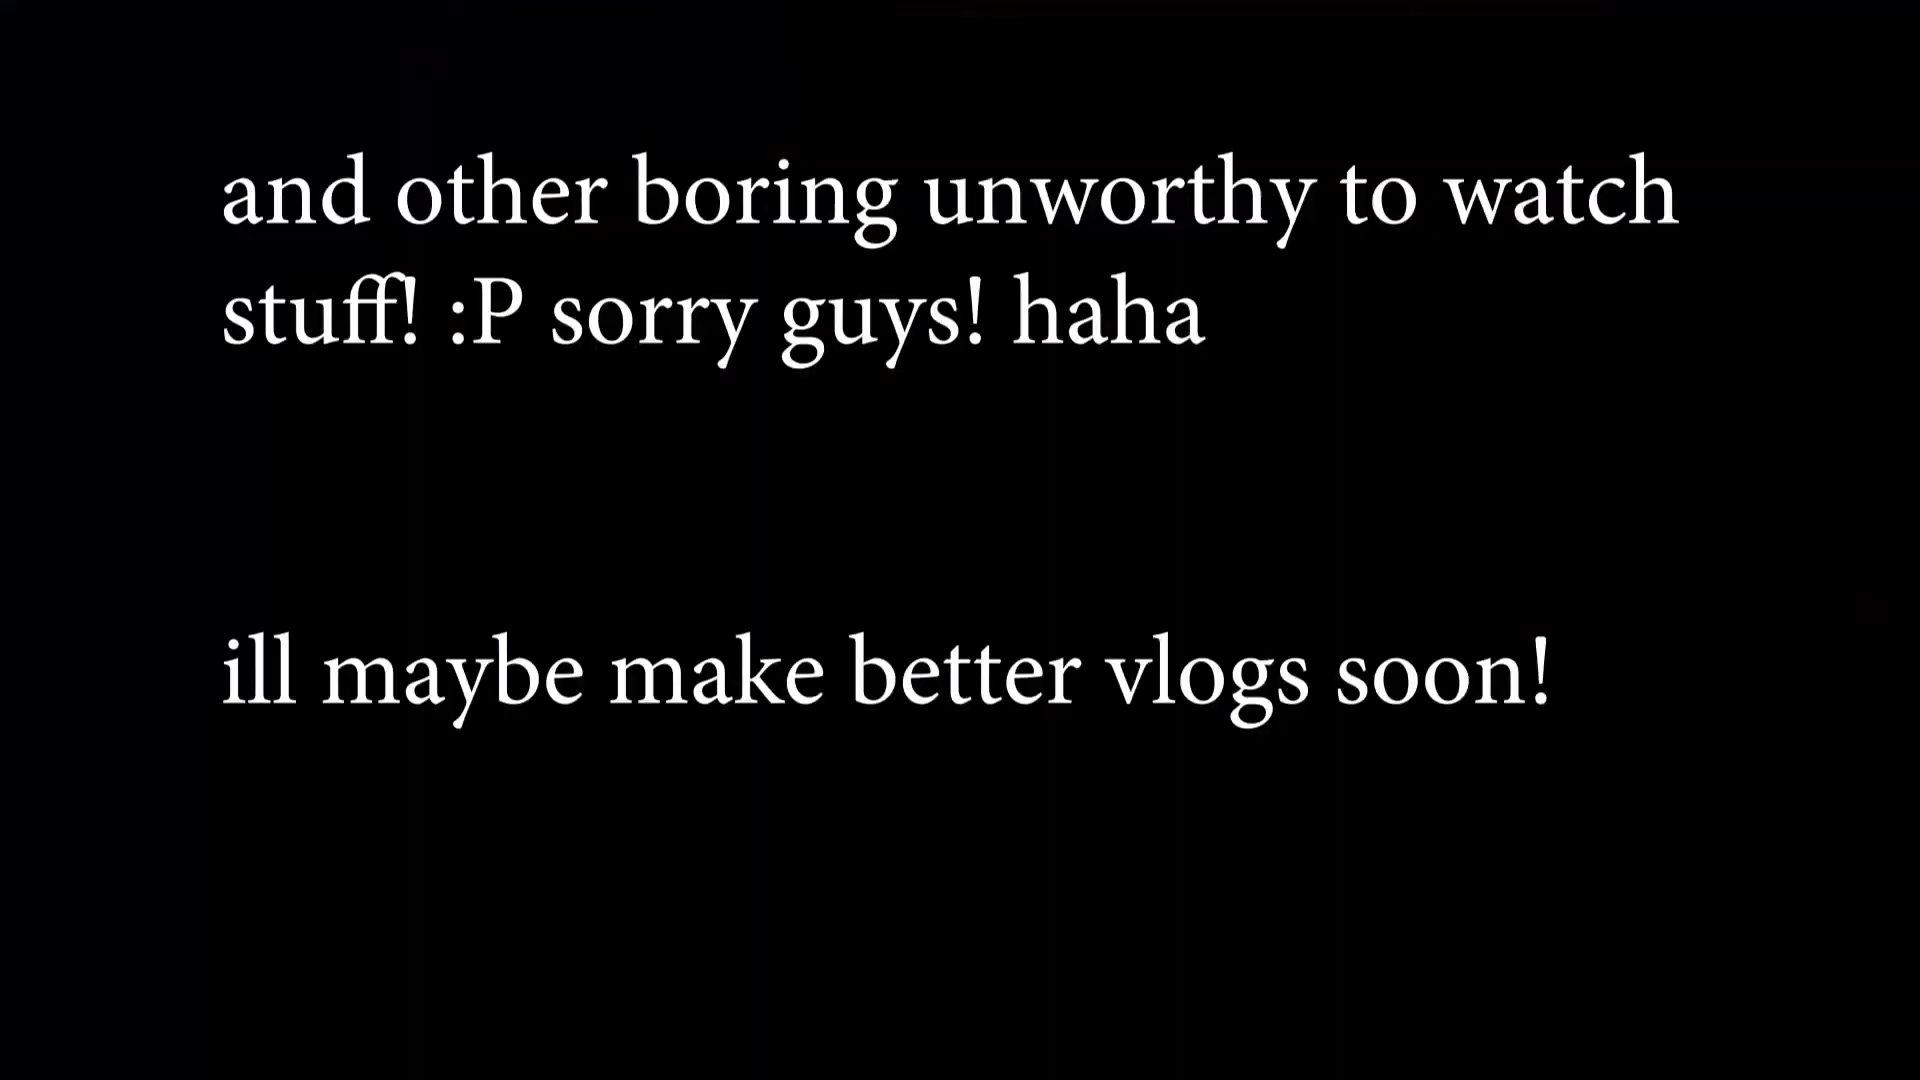 and other boring unworthy to watch
stuff! :P sorry guys! haha
ill maybe make better vlogs soon!